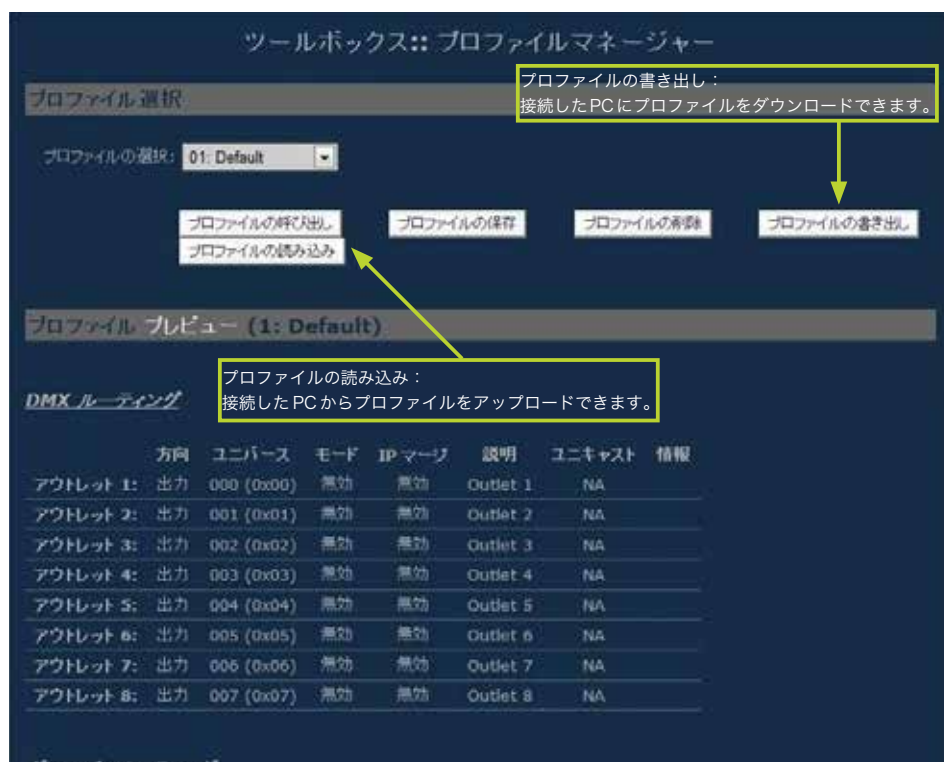 ツールボックス:: プロファイルマネージャー
プロファイルの書き出し：
接続したPCにプロファイルをダウンロードできます。
プロファイル 選択
プロファイルの選択: 01: Default
プロファイルの呼び出し プロファイルの保存 プロファイルの削除 プロファイルの書き出し
プロファイルの読み込み
プロファイル プレビュー (1: Default)
プロファイルの読み込み：
接続したPCからプロファイルをアップロードできます。
DMX ルーティング
方向 ユニバース モード IP マージ 説明 ユニキャスト 情報
アウトレット 1: 出力 000 (0x00) 無効 無効 Outlet 1 NA
アウトレット 2: 出力 001 (0x01) 無効 無効 Outlet 2 NA
アウトレット 3: 出力 002 (0x02) 無効 無効 Outlet 3 NA
アウトレット 4: 出力 003 (0x03) 無効 無効 Outlet 4 NA
アウトレット 5: 出力 004 (0x04) 無効 無効 Outlet 5 NA
アウトレット 6: 出力 005 (0x05) 無効 無効 Outlet 6 NA
アウトレット 7: 出力 006 (0x06) 無効 無効 Outlet 7 NA
アウトレット 8: 出力 007 (0x07) 無効 無効 Outlet 8 NA